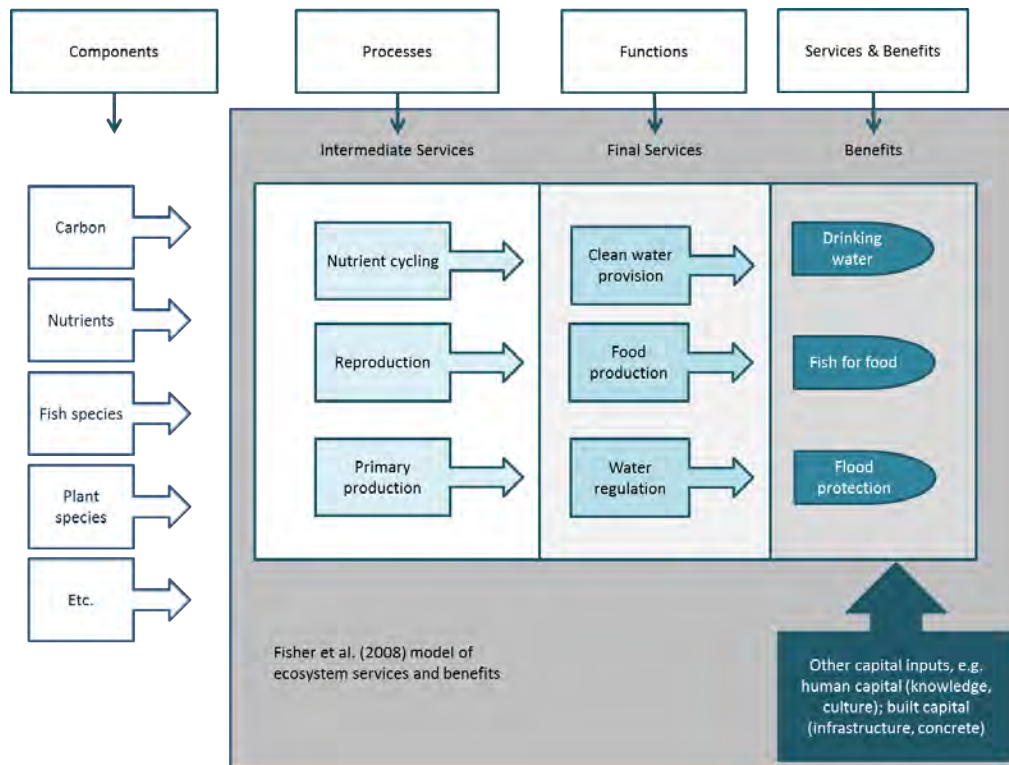 Components
Processes
Functions
Services & Benefits
Intermediate Services
Final Services
Benefits
Carbon
Nutrients
Fish species
Plant
species
Etc.
Nutrient cycling
Reproduction
Primary
production
Clean water
provision
Food
production
Water
regulation
Drinking
water
Fish for food
Flood
protection
Fisher et al. (2008) model of
ecosystem services and benefits
Other capital inputs, e.g.
human capital (knowledge,
culture); built capital
(infrastructure, concrete)